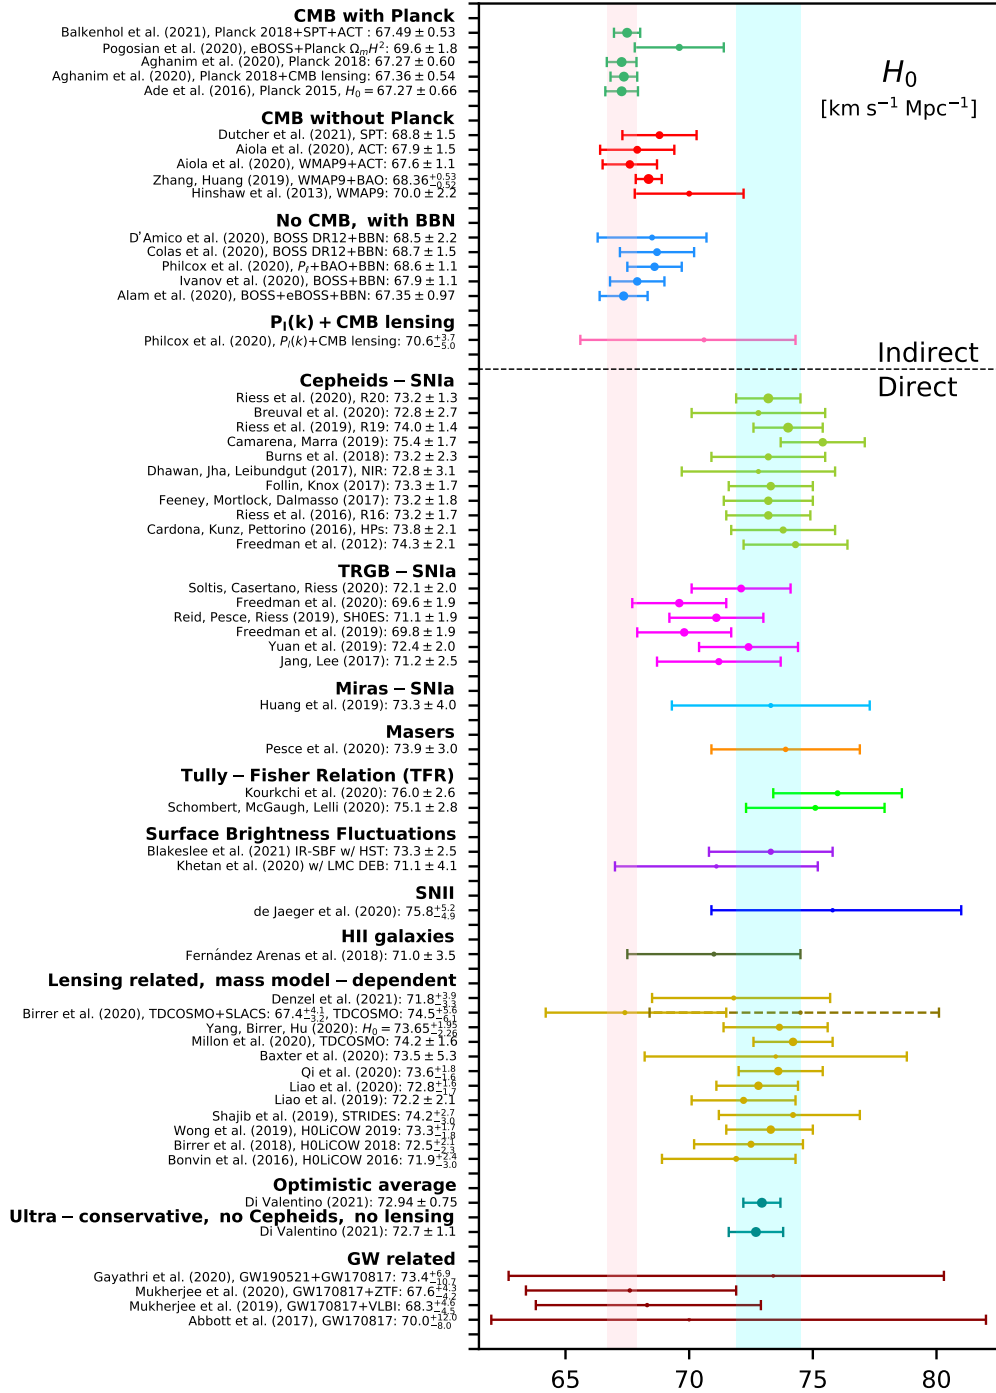 CMB with Planck
Balkenhol et al. (2021), Planck 2018+SPT+ACT : 67.49 ± 0.53
Pogosian et al. (2020), eBOSS+Planck Ω_mH²: 69.6 ± 1.8
Aghanim et al. (2020), Planck 2018: 67.27 ± 0.60
Aghanim et al. (2020), Planck 2018+CMB lensing: 67.36 ± 0.54
Ade et al. (2016), Planck 2015, H₀ = 67.27 ± 0.66
H₀
[km s⁻¹ Mpc⁻¹]
CMB without Planck
Dutcher et al. (2021), SPT: 68.8 ± 1.5
Aiola et al. (2020), ACT: 67.9 ± 1.5
Aiola et al. (2020), WMAP9+ACT: 67.6 ± 1.1
Zhang, Huang (2019), WMAP9+BAO: 68.36^{+0.53}_{-0.52}
Hinshaw et al. (2013), WMAP9: 70.0 ± 2.2
No CMB, with BBN
D'Amico et al. (2020), BOSS DR12+BBN: 68.5 ± 2.2
Colas et al. (2020), BOSS DR12+BBN: 68.7 ± 1.5
Philcox et al. (2020), P_ℓ+BAO+BBN: 68.6 ± 1.1
Ivanov et al. (2020), BOSS+BBN: 67.9 ± 1.1
Alam et al. (2020), BOSS+eBOSS+BBN: 67.35 ± 0.97
P_l(k) + CMB lensing
Philcox et al. (2020), P_l(k)+CMB lensing: 70.6^{+3.7}_{-5.0}
Indirect
Direct
Cepheids – SNIa
Riess et al. (2020), R20: 73.2 ± 1.3
Breuval et al. (2020): 72.8 ± 2.7
Riess et al. (2019), R19: 74.0 ± 1.4
Camarena, Marra (2019): 75.4 ± 1.7
Burns et al. (2018): 73.2 ± 2.3
Dhawan, Jha, Leibundgut (2017), NIR: 72.8 ± 3.1
Follin, Knox (2017): 73.3 ± 1.7
Feeney, Mortlock, Dalmasso (2017): 73.2 ± 1.8
Riess et al. (2016), R16: 73.2 ± 1.7
Cardona, Kunz, Pettorino (2016), HPs: 73.8 ± 2.1
Freedman et al. (2012): 74.3 ± 2.1
TRGB – SNIa
Soltis, Casertano, Riess (2020): 72.1 ± 2.0
Freedman et al. (2020): 69.6 ± 1.9
Reid, Pesce, Riess (2019), SH0ES: 71.1 ± 1.9
Freedman et al. (2019): 69.8 ± 1.9
Yuan et al. (2019): 72.4 ± 2.0
Jang, Lee (2017): 71.2 ± 2.5
Miras – SNIa
Huang et al. (2019): 73.3 ± 4.0
Masers
Pesce et al. (2020): 73.9 ± 3.0
Tully – Fisher Relation (TFR)
Kourkchi et al. (2020): 76.0 ± 2.6
Schombert, McGaugh, Lelli (2020): 75.1 ± 2.8
Surface Brightness Fluctuations
Blakeslee et al. (2021) IR-SBF w/ HST: 73.3 ± 2.5
Khetan et al. (2020) w/ LMC DEB: 71.1 ± 4.1
SNII
de Jaeger et al. (2020): 75.8^{+5.2}_{-4.9}
HII galaxies
Fernández Arenas et al. (2018): 71.0 ± 3.5
Lensing related, mass model – dependent
Denzel et al. (2021): 71.8^{+3.9}_{-3.3}
Birrer et al. (2020), TDCOSMO+SLACS: 67.4^{+4.1}_{-3.2}, TDCOSMO: 74.5^{+5.6}_{-6.1}
Yang, Birrer, Hu (2020): H₀ = 73.65^{+1.95}_{-2.26}
Millon et al. (2020), TDCOSMO: 74.2 ± 1.6
Baxter et al. (2020): 73.5 ± 5.3
Qi et al. (2020): 73.6^{+1.8}_{-1.6}
Liao et al. (2020): 72.8^{+1.6}_{-1.7}
Liao et al. (2019): 72.2 ± 2.1
Shajib et al. (2019), STRIDES: 74.2^{+2.7}_{-3.0}
Wong et al. (2019), H0LiCOW 2019: 73.3^{+1.7}_{-1.8}
Birrer et al. (2018), H0LiCOW 2018: 72.5^{+2.1}_{-2.3}
Bonvin et al. (2016), H0LiCOW 2016: 71.9^{+2.4}_{-3.0}
Optimistic average
Di Valentino (2021): 72.94 ± 0.75
Ultra – conservative, no Cepheids, no lensing
Di Valentino (2021): 72.7 ± 1.1
GW related
Gayathri et al. (2020), GW190521+GW170817: 73.4^{+6.9}_{-10.7}
Mukherjee et al. (2020), GW170817+ZTF: 67.6^{+4.3}_{-4.2}
Mukherjee et al. (2019), GW170817+VLBI: 68.3^{+4.6}_{-4.5}
Abbott et al. (2017), GW170817: 70.0^{+12.0}_{-8.0}
65 70 75 80